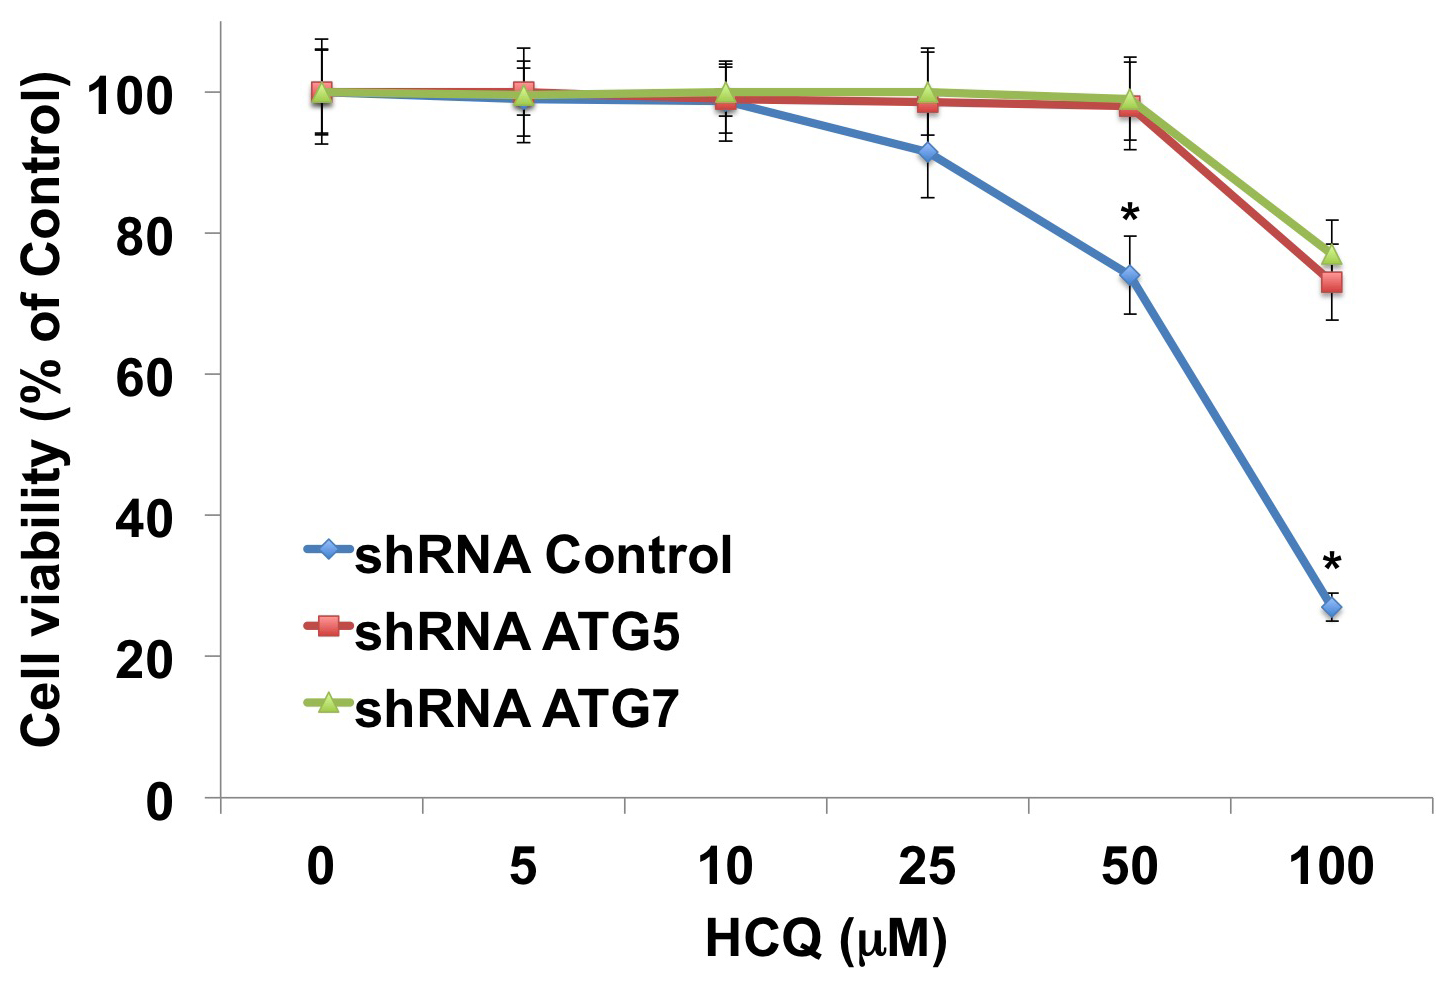 Cell viability (% of Control)
100
80
60
40
20
0
*
*
shRNA Control
shRNA ATG5
shRNA ATG7
0 5 10 25 50 100
HCQ (μM)